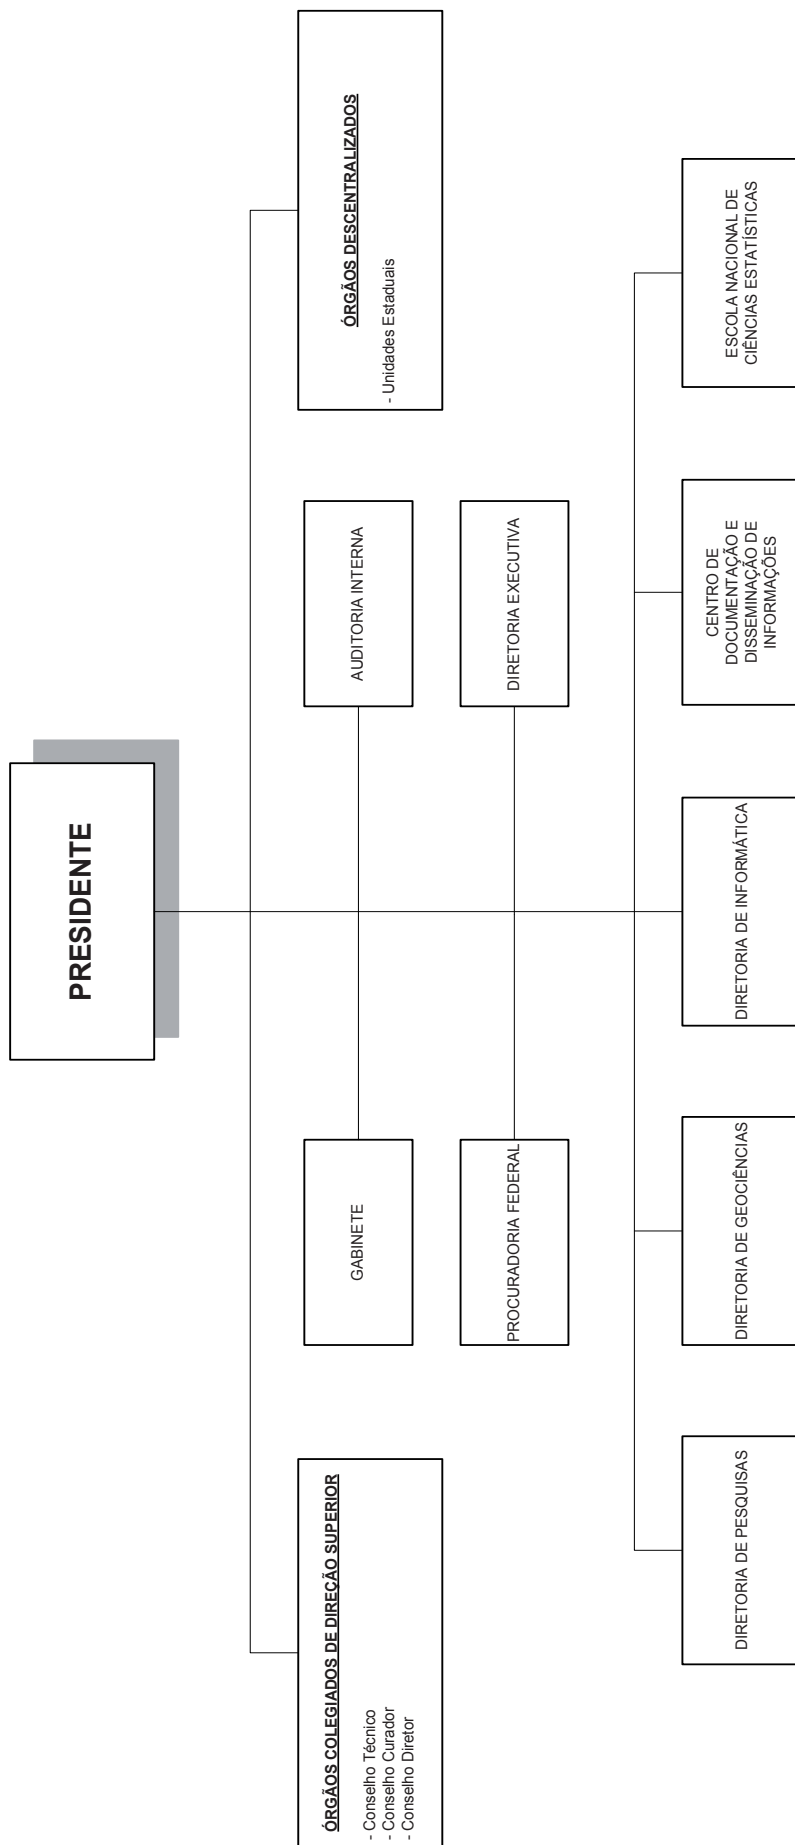 PRESIDENTE
ÓRGÃOS COLEGIADOS DE DIREÇÃO SUPERIOR
- Conselho Técnico
- Conselho Curador
- Conselho Diretor
ÓRGÃOS DESCENTRALIZADOS
- Unidades Estaduais
GABINETE
AUDITORIA INTERNA
PROCURADORIA FEDERAL
DIRETORIA EXECUTIVA
DIRETORIA DE PESQUISAS
DIRETORIA DE GEOCIÊNCIAS
DIRETORIA DE INFORMÁTICA
CENTRO DE
DOCUMENTAÇÃO E
DISSEMINAÇÃO DE
INFORMAÇÕES
ESCOLA NACIONAL DE
CIÊNCIAS ESTATÍSTICAS